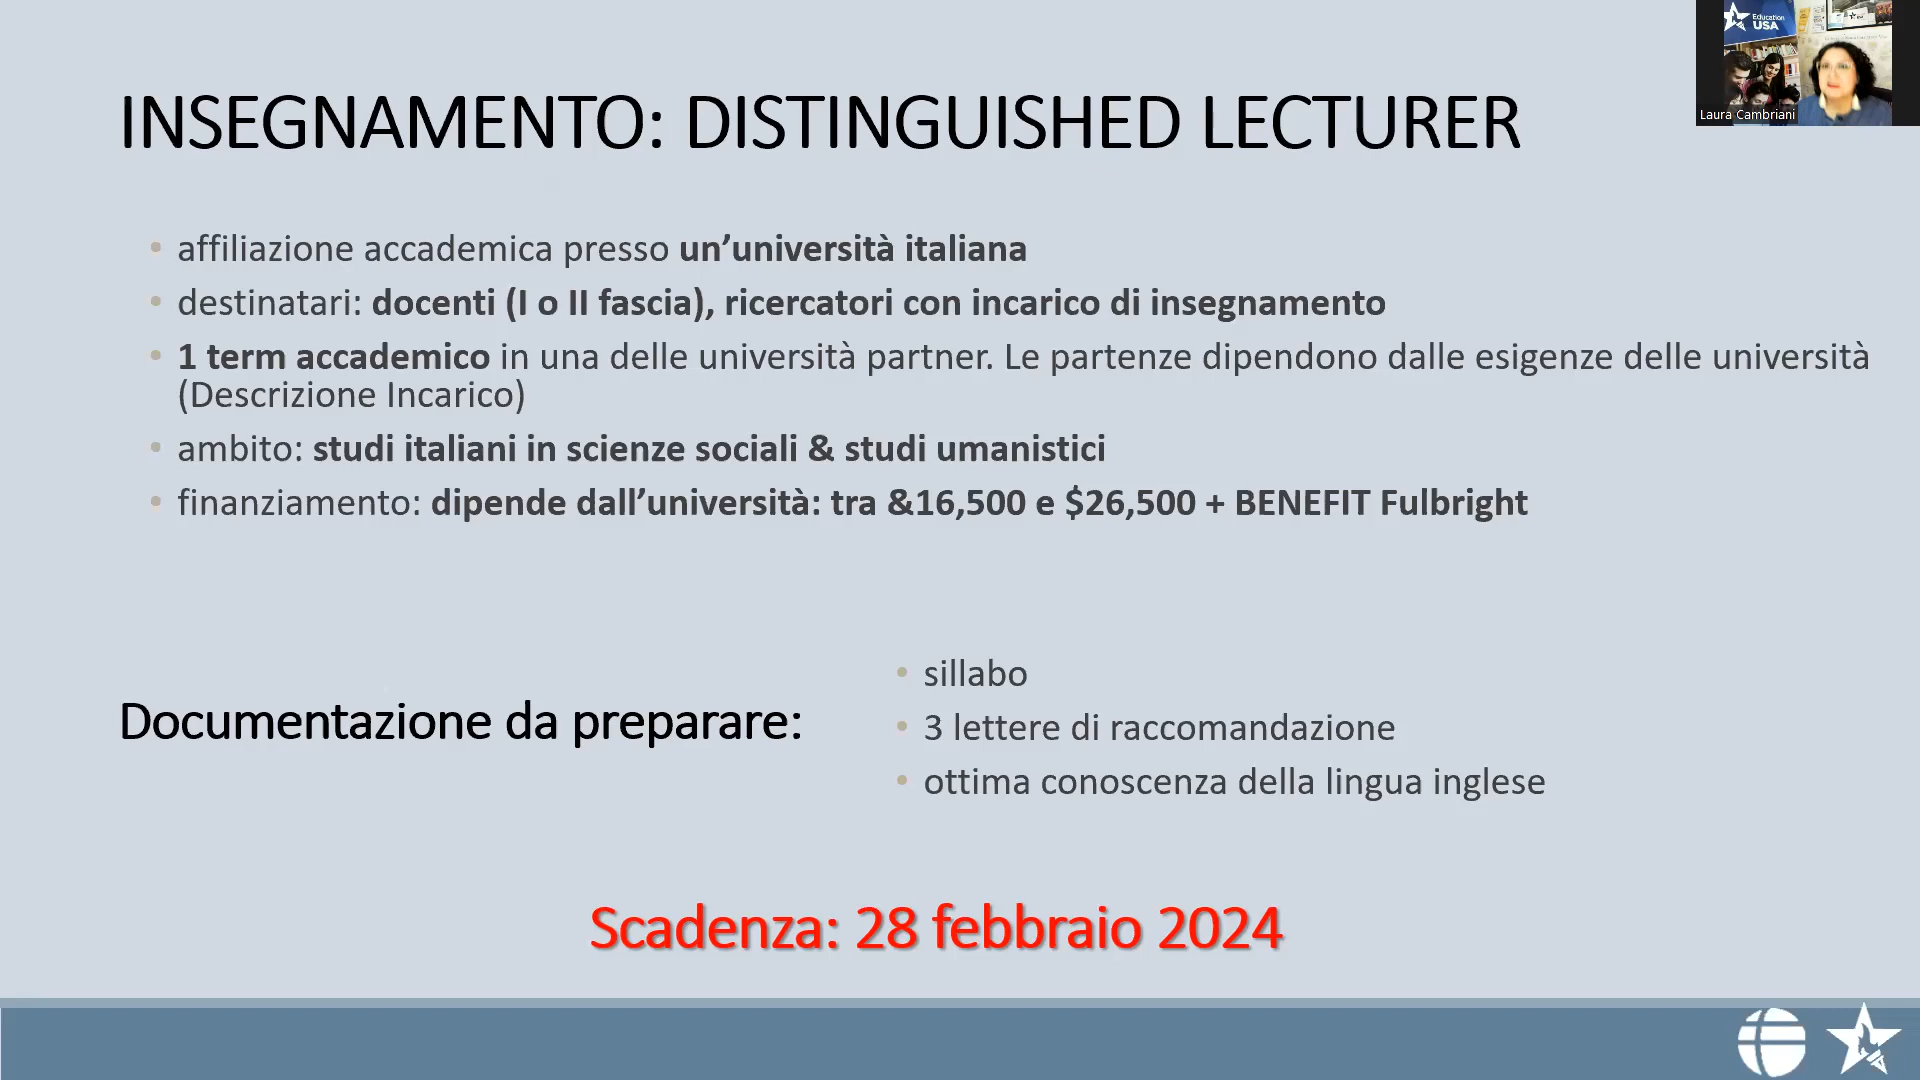 Education
USA
Laura Cambriani
INSEGNAMENTO: DISTINGUISHED LECTURER
• affiliazione accademica presso un’università italiana
• destinatari: docenti (I o II fascia), ricercatori con incarico di insegnamento
• 1 term accademico in una delle università partner. Le partenze dipendono dalle esigenze delle università
(Descrizione Incarico)
• ambito: studi italiani in scienze sociali & studi umanistici
• finanziamento: dipende dall’università: tra &16,500 e $26,500 + BENEFIT Fulbright
Documentazione da preparare:
• sillabo
• 3 lettere di raccomandazione
• ottima conoscenza della lingua inglese
Scadenza: 28 febbraio 2024